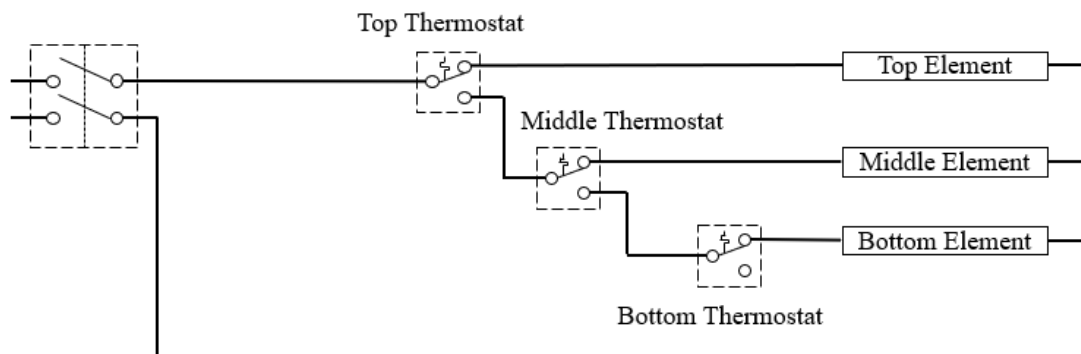 Top Thermostat
Top Element
Middle Thermostat
Middle Element
Bottom Element
Bottom Thermostat